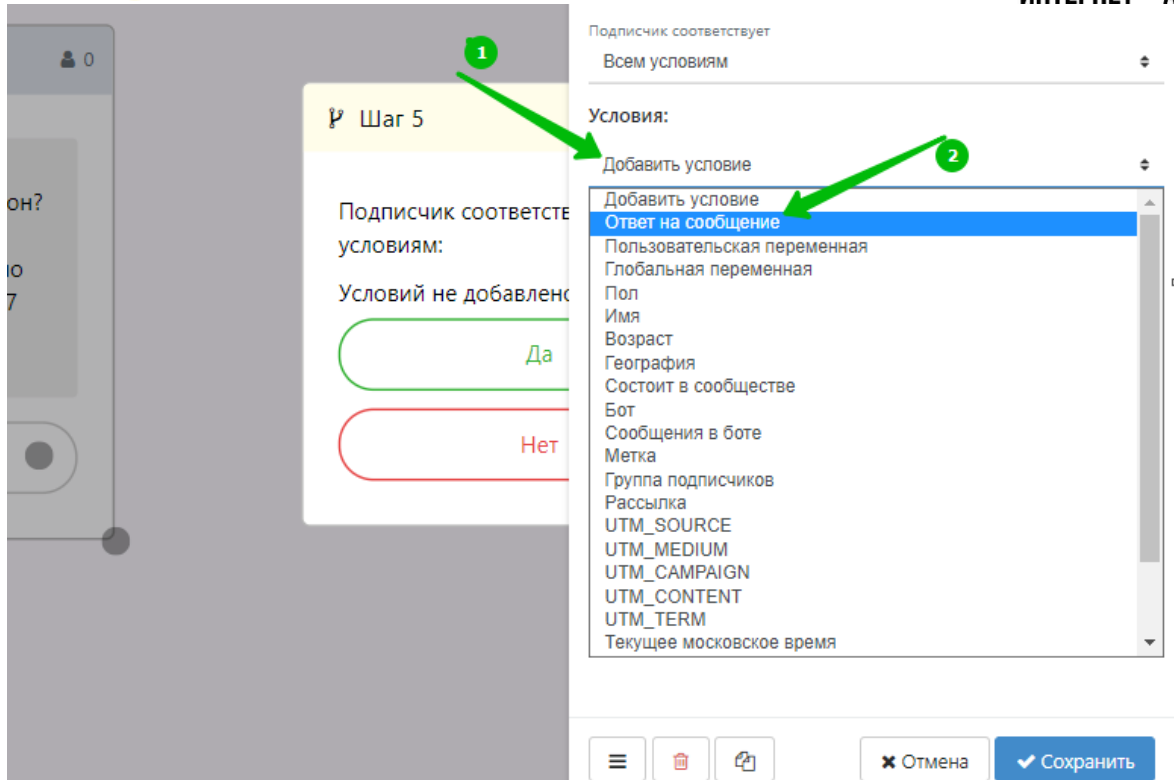 0
он?
7
1
Шаг 5
Подписчик соответств
условиям:
Условий не добавлено
Да
Нет
Подписчик соответствует
Всем условиям
Условия:
2
Добавить условие
Добавить условие
Ответ на сообщение
Пользовательская переменная
Глобальная переменная
Пол
Имя
Возраст
География
Состоит в сообществе
Бот
Сообщения в боте
Метка
Группа подписчиков
Рассылка
UTM_SOURCE
UTM_MEDIUM
UTM_CAMPAIGN
UTM_CONTENT
UTM_TERM
Текущее московское время
Отмена
Сохранить